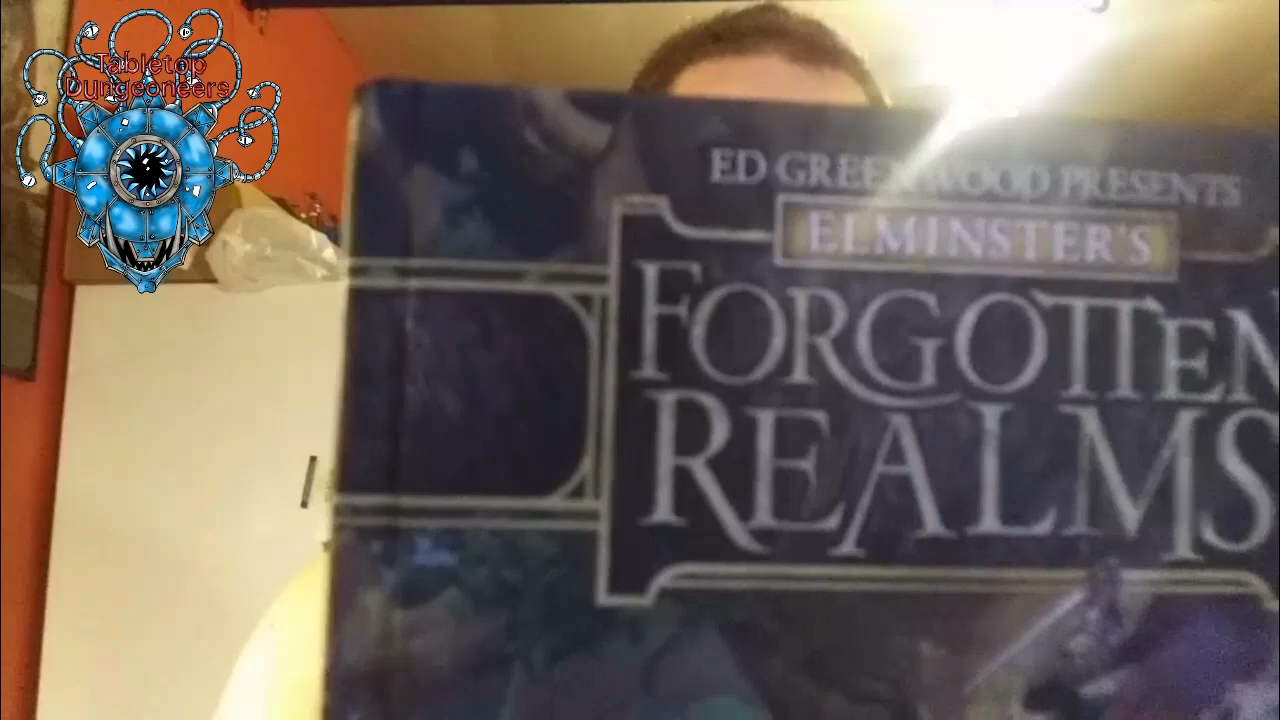 Tabletop
Dungeoneers
ED GREENWOOD PRESENTS
ELMINSTER'S
FORGOTTEN
REALMS